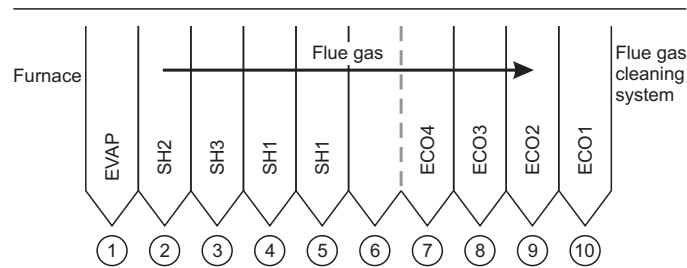 Flue gas
Furnace
Flue gas
cleaning
system
EVAP
SH2
SH3
SH1
SH1
ECO4
ECO3
ECO2
ECO1
1
2
3
4
5
6
7
8
9
10